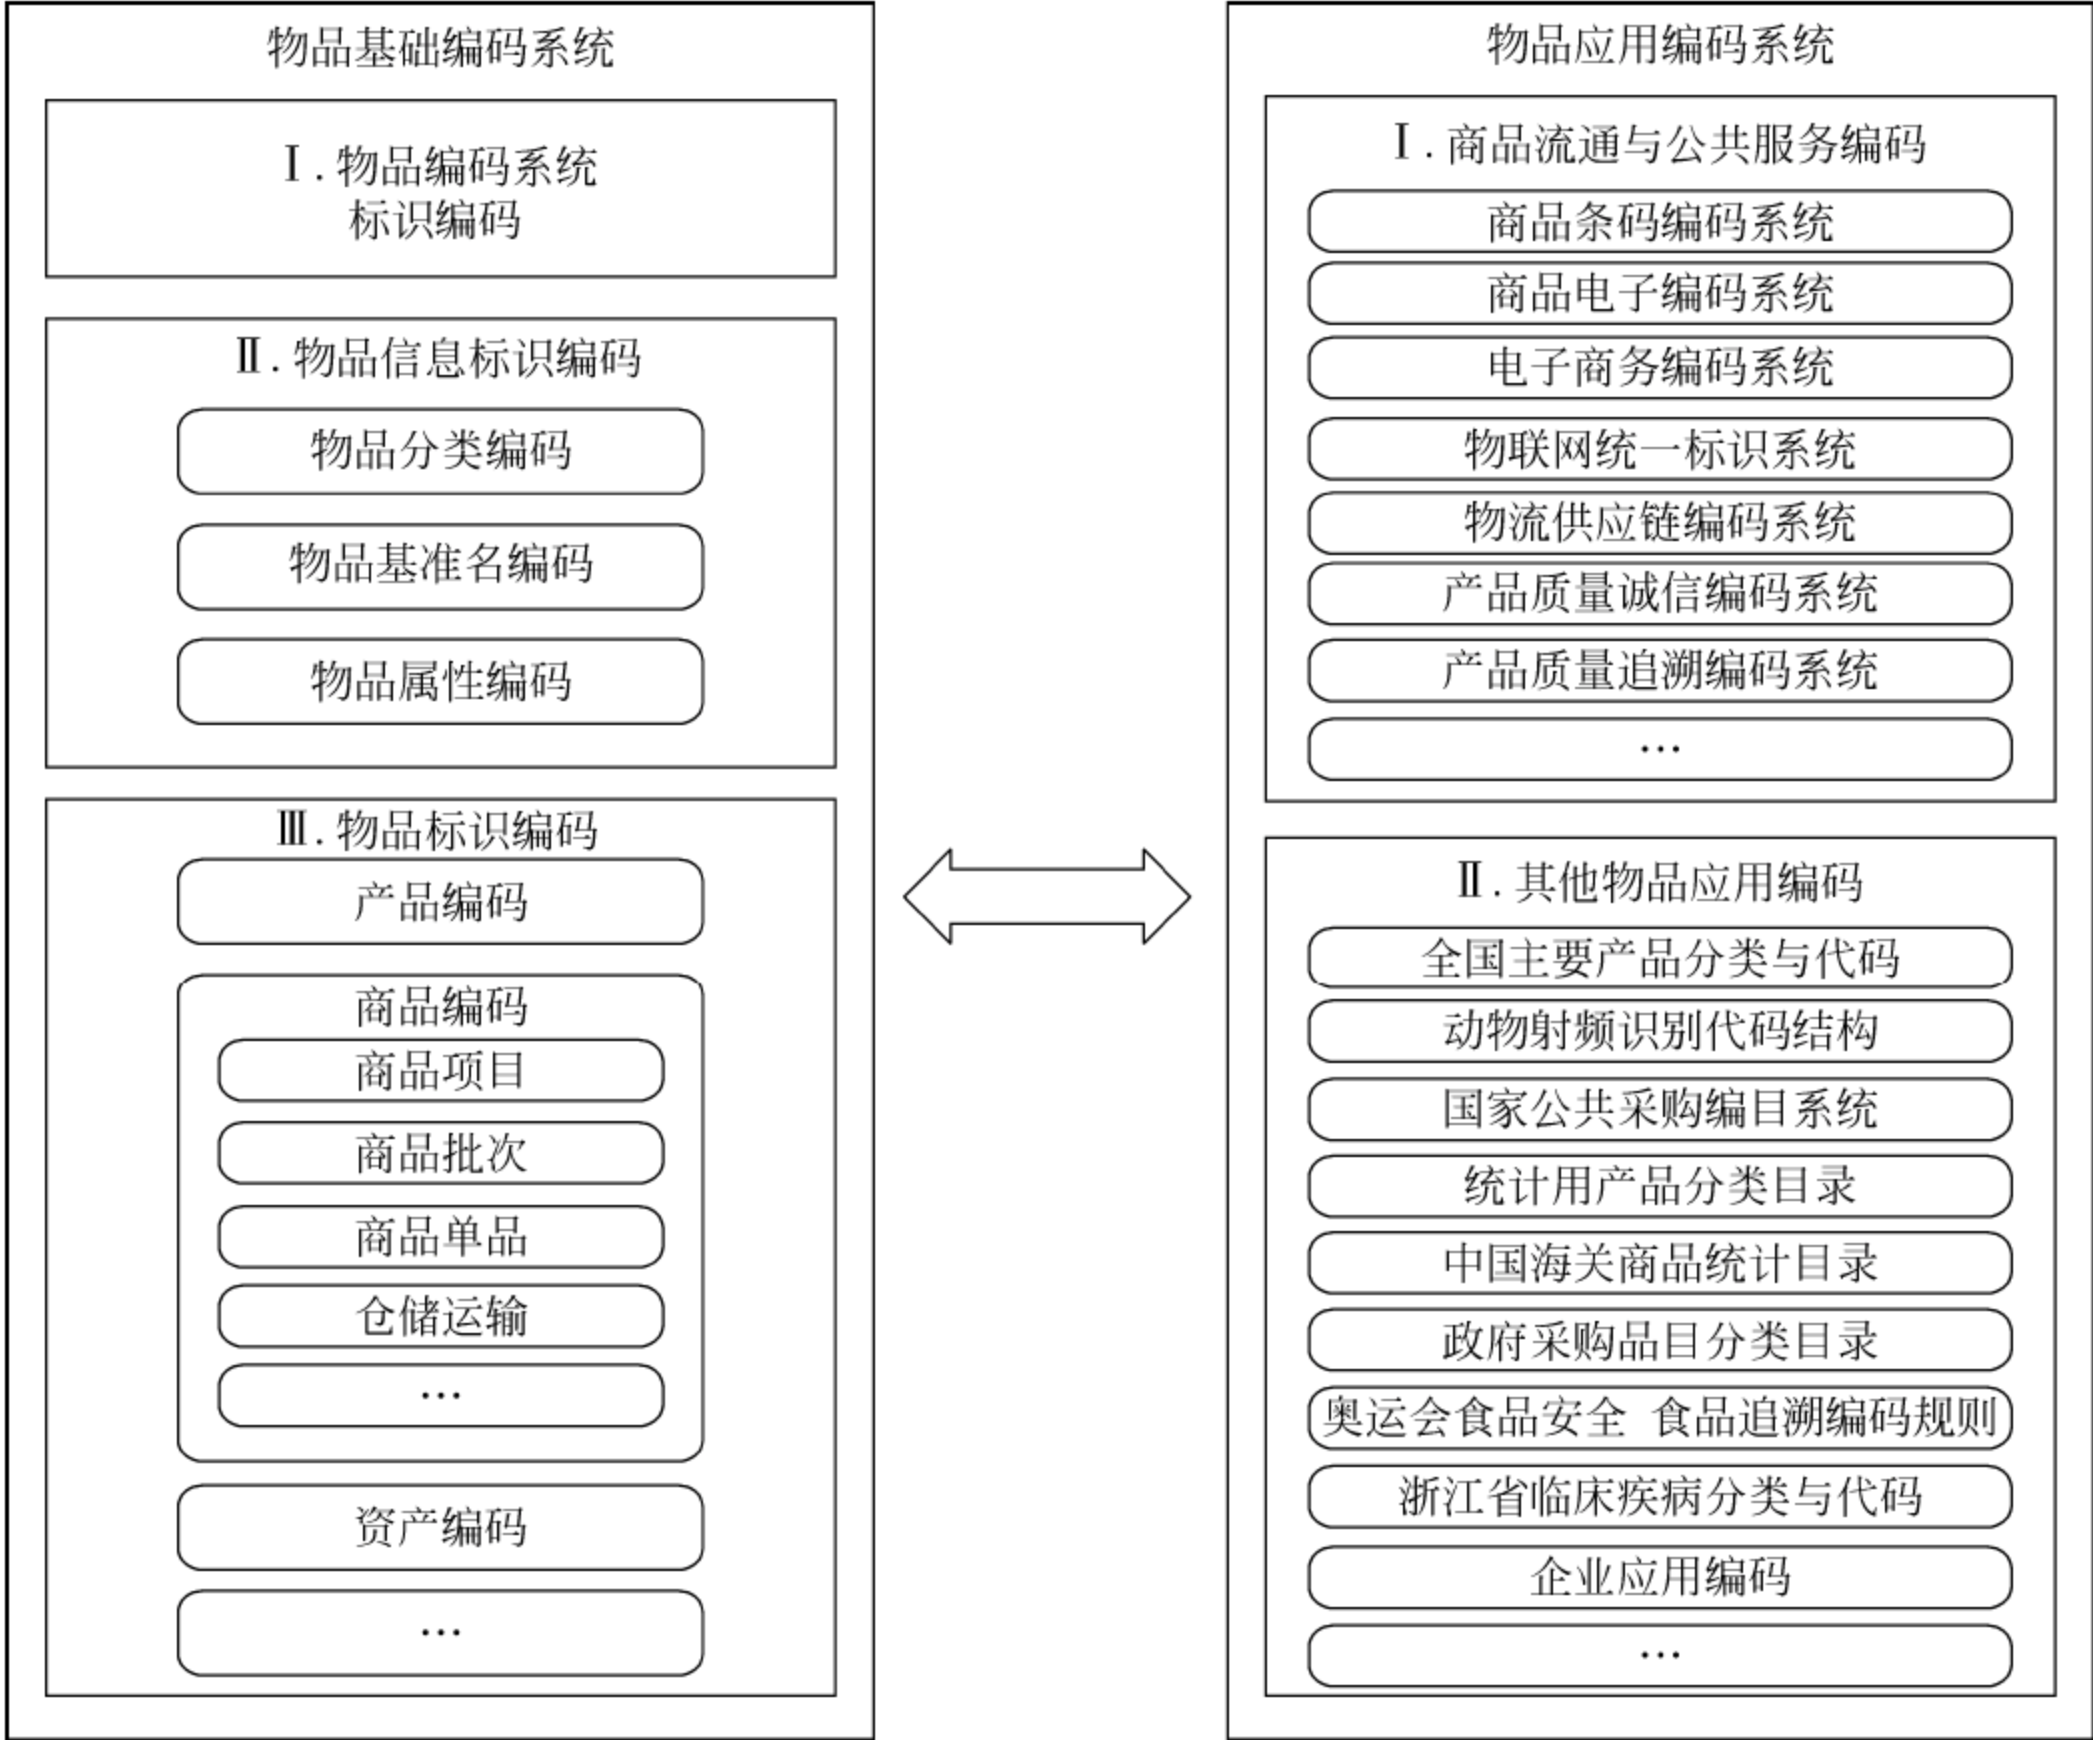 物品基础编码系统
Ⅰ.物品编码系统
标识编码
Ⅱ.物品信息标识编码
物品分类编码
物品基准名编码
物品属性编码
Ⅲ.物品标识编码
产品编码
商品编码
商品项目
商品批次
商品单品
仓储运输
…
资产编码
…
物品应用编码系统
Ⅰ.商品流通与公共服务编码
商品条码编码系统
商品电子编码系统
电子商务编码系统
物联网统一标识系统
物流供应链编码系统
产品质量诚信编码系统
产品质量追溯编码系统
…
Ⅱ.其他物品应用编码
全国主要产品分类与代码
动物射频识别代码结构
国家公共采购编目系统
统计用产品分类目录
中国海关商品统计目录
政府采购品目分类目录
奥运会食品安全 食品追溯编码规则
浙江省临床疾病分类与代码
企业应用编码
…